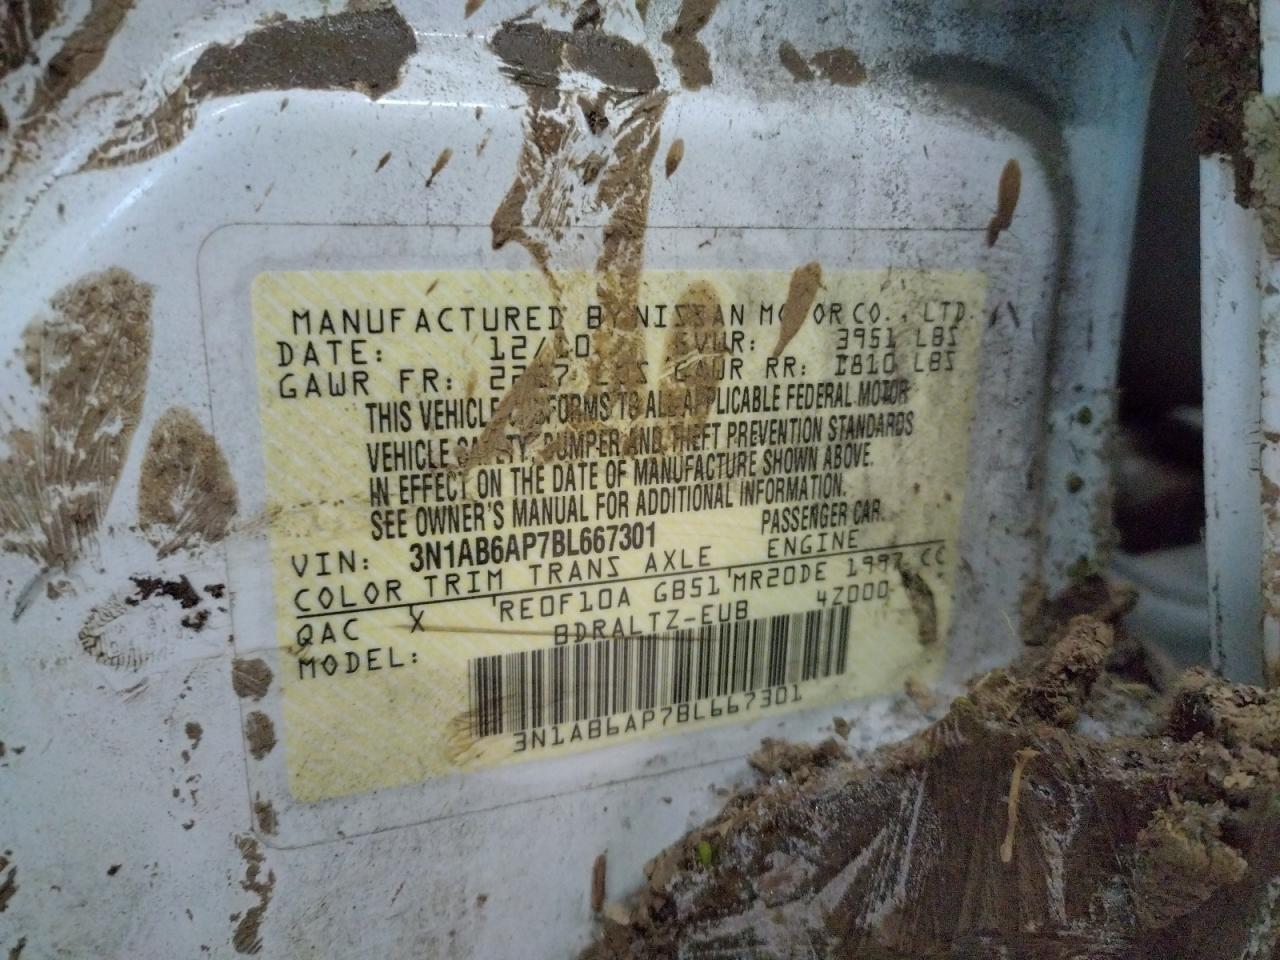 MANUFACTURED BY NISSAN MOTOR CO., LTD.
DATE: 12/10 GVWR: 3951 LBS
GAWR FR: LBS GAWR RR: 1810 LBS
THIS VEHICLE CONFORMS TO ALL APPLICABLE FEDERAL MOTOR
VEHICLE SAFETY, BUMPER AND THEFT PREVENTION STANDARDS
IN EFFECT ON THE DATE OF MANUFACTURE SHOWN ABOVE.
SEE OWNER'S MANUAL FOR ADDITIONAL INFORMATION.
VIN: 3N1AB6AP7BL667301 PASSENGER CAR.
COLOR TRIM TRANS AXLE ENGINE
QAC X RE0F10A GB51 MR20DE 1997 CC
MODEL: BDRALTZ-EUB 4Z000
3N1AB6AP7BL667301